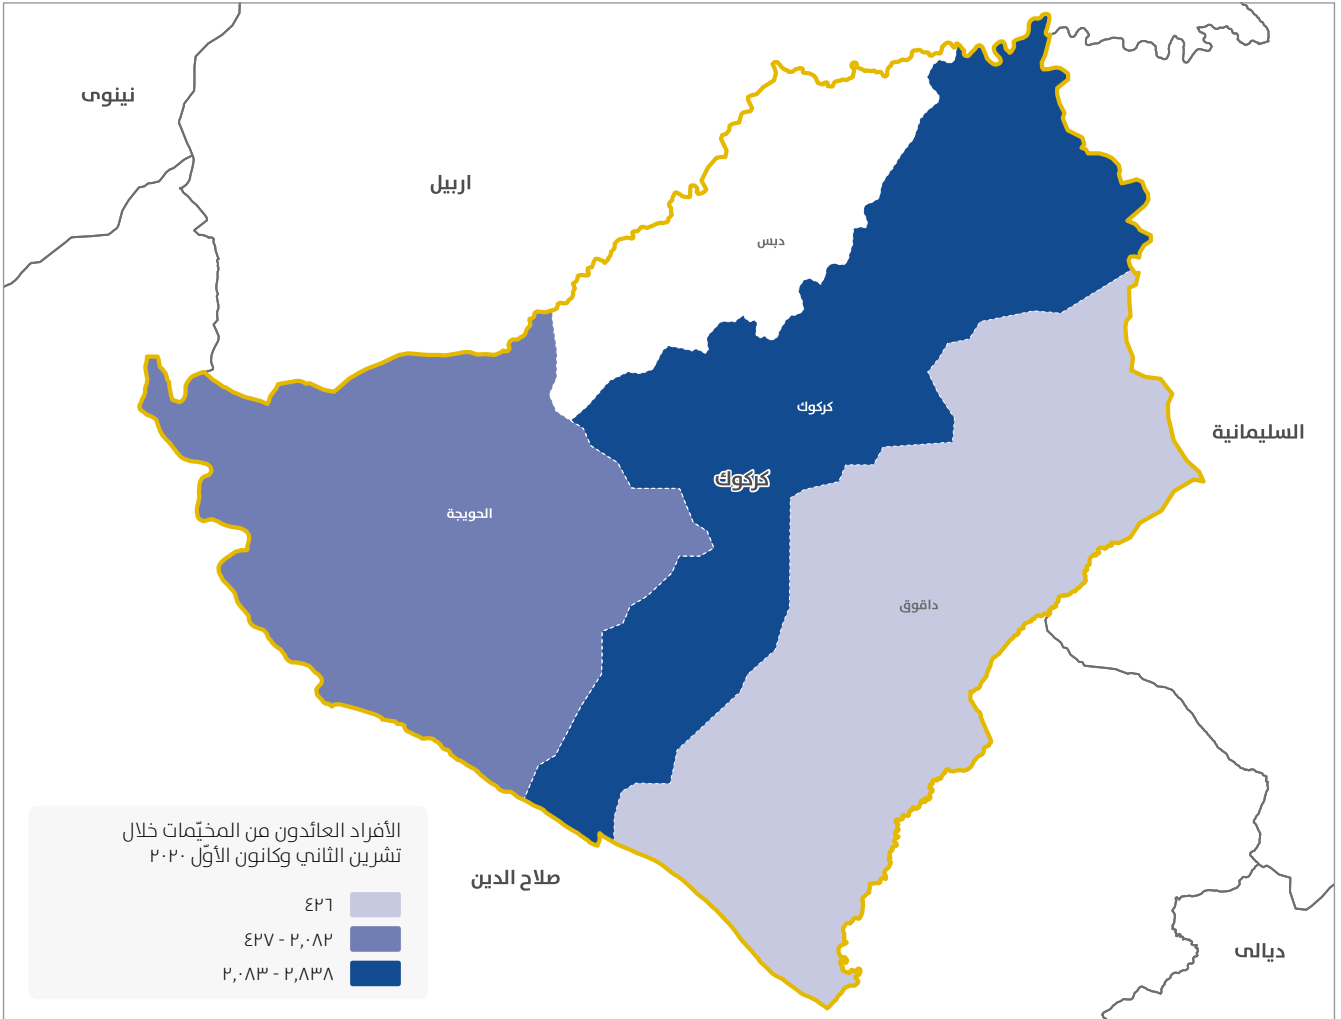 نينوى
اربيل
دبس
كركوك
السليمانية
كركوك
الحويجة
داقوق
صلاح الدين
ديالى
الأفراد العائدون من المخيّمات خلال
تشرين الثاني وكانون الأوّل ٢٠٢٠
٤٢٦
٤٢٧ - ٢,٠٨٢
٢,٠٨٣ - ٢,٨٣٨